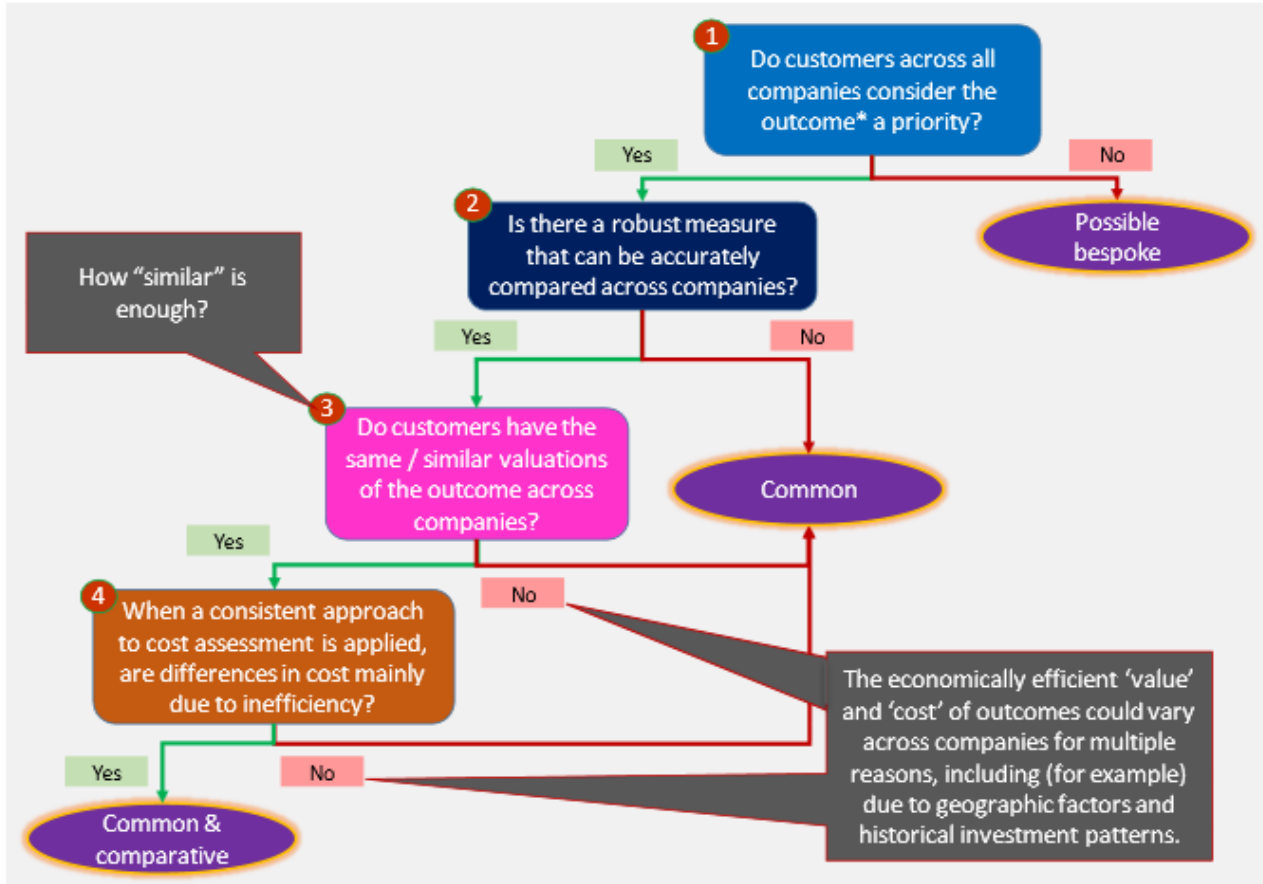 1
Do customers across all
companies consider the
outcome* a priority?
Yes
No
2
Is there a robust measure
that can be accurately
compared across companies?
Possible
bespoke
How “similar” is
enough?
Yes
No
3
Do customers have the
same / similar valuations
of the outcome across
companies?
Common
Yes
No
4
When a consistent approach
to cost assessment is applied,
are differences in cost mainly
due to inefficiency?
The economically efficient ‘value’
and ‘cost’ of outcomes could vary
across companies for multiple
reasons, including (for example)
due to geographic factors and
historical investment patterns.
Yes
No
Common &
comparative